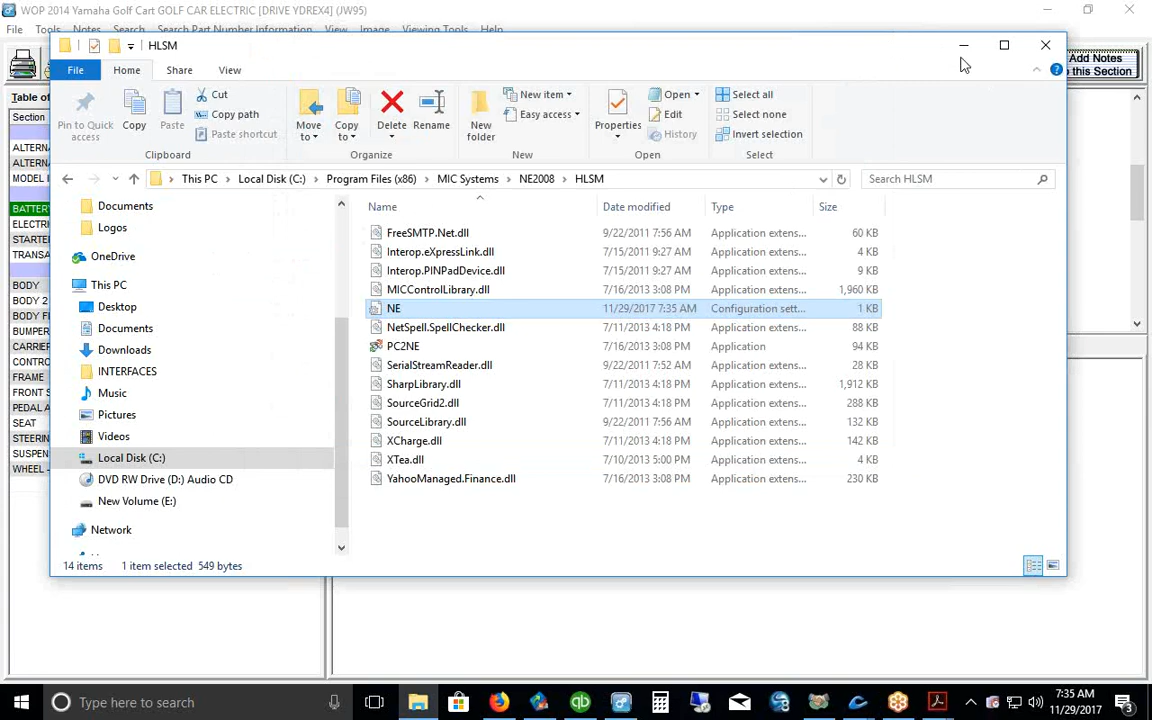 WOP 2014 Yamaha Golf Cart GOLF CAR ELECTRIC [DRIVE YDREX4] (JW95)
File Tools Notes Search Search Part Number Information View Image Viewing Tools Help
HLSM
File Home Share View
Add Notes
this Section
Pin to Quick access
Copy
Paste
Cut
Copy path
Paste shortcut
Move to
Copy to
Delete
Rename
New folder
New item
Easy access
Properties
Open
Edit
History
Select all
Select none
Invert selection
Clipboard Organize New Open Select
This PC Local Disk (C:) Program Files (x86) MIC Systems NE2008 HLSM
Search HLSM
Table of
Section
ALTERN
ALTERN
MODEL I
BATTER
ELECTRI
STARTE
TRANSA
BODY
BODY 2
BODY FI
BUMPER
CARRIEF
CONTRO
FRAME
FRONT S
PEDAL A
SEAT
STEERIN
SUSPEN
WHEEL -
Documents
Logos
OneDrive
This PC
Desktop
Documents
Downloads
INTERFACES
Music
Pictures
Videos
Local Disk (C:)
DVD RW Drive (D:) Audio CD
New Volume (E:)
Network
Name Date modified Type Size
FreeSMTP.Net.dll 9/22/2011 7:56 AM Application extens... 60 KB
Interop.eXpressLink.dll 7/15/2011 9:27 AM Application extens... 4 KB
Interop.PINPadDevice.dll 7/15/2011 9:27 AM Application extens... 9 KB
MICControlLibrary.dll 7/16/2013 3:08 PM Application extens... 1,960 KB
NE 11/29/2017 7:35 AM Configuration sett... 1 KB
NetSpell.SpellChecker.dll 7/11/2013 4:18 PM Application extens... 88 KB
PC2NE 7/16/2013 3:08 PM Application 94 KB
SerialStreamReader.dll 9/22/2011 7:52 AM Application extens... 28 KB
SharpLibrary.dll 7/11/2013 4:18 PM Application extens... 1,912 KB
SourceGrid2.dll 7/11/2013 4:18 PM Application extens... 288 KB
SourceLibrary.dll 9/22/2011 7:56 AM Application extens... 132 KB
XCharge.dll 7/11/2013 4:18 PM Application extens... 142 KB
XTea.dll 7/10/2013 5:00 PM Application extens... 4 KB
YahooManaged.Finance.dll 7/16/2013 3:08 PM Application extens... 230 KB
14 items 1 item selected 549 bytes
Type here to search
7:35 AM
11/29/2017
3